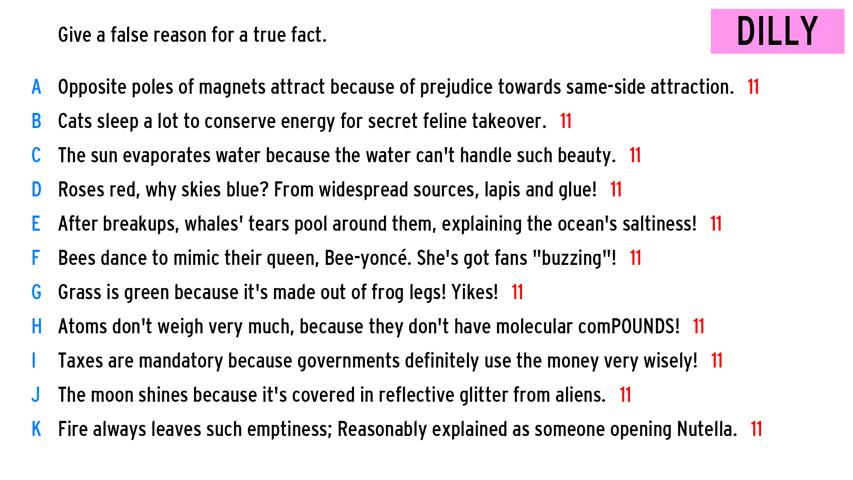 Give a false reason for a true fact.
DILLY
A Opposite poles of magnets attract because of prejudice towards same-side attraction. 11
B Cats sleep a lot to conserve energy for secret feline takeover. 11
C The sun evaporates water because the water can't handle such beauty. 11
D Roses red, why skies blue? From widespread sources, lapis and glue! 11
E After breakups, whales' tears pool around them, explaining the ocean's saltiness! 11
F Bees dance to mimic their queen, Bee-yoncé. She's got fans "buzzing"! 11
G Grass is green because it's made out of frog legs! Yikes! 11
H Atoms don't weigh very much, because they don't have molecular comPOUNDS! 11
I Taxes are mandatory because governments definitely use the money very wisely! 11
J The moon shines because it's covered in reflective glitter from aliens. 11
K Fire always leaves such emptiness; Reasonably explained as someone opening Nutella. 11